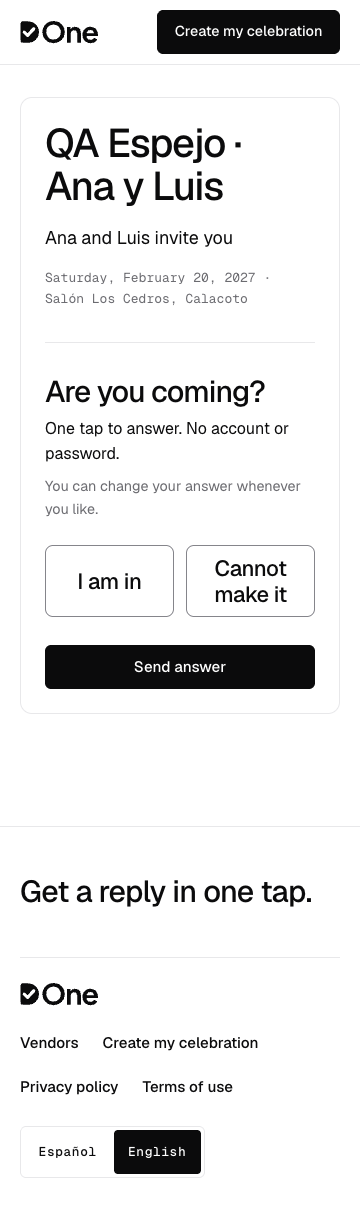 One
Create my celebration
QA Espejo ·
Ana y Luis
Ana and Luis invite you
Saturday, February 20, 2027 ·
Salón Los Cedros, Calacoto
Are you coming?
One tap to answer. No account or
password.
You can change your answer whenever
you like.
I am in
Cannot
make it
Send answer
Get a reply in one tap.
One
Vendors
Create my celebration
Privacy policy
Terms of use
Español
English